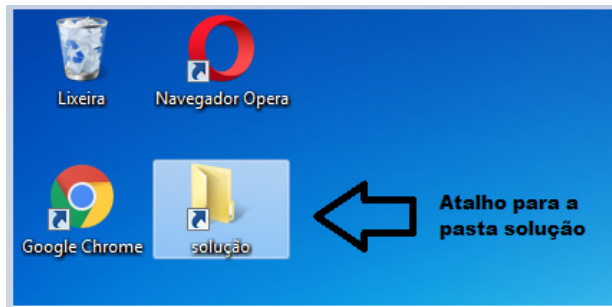 Lixeira
Navegador Opera
Google Chrome
solução
Atalho para a
pasta solução